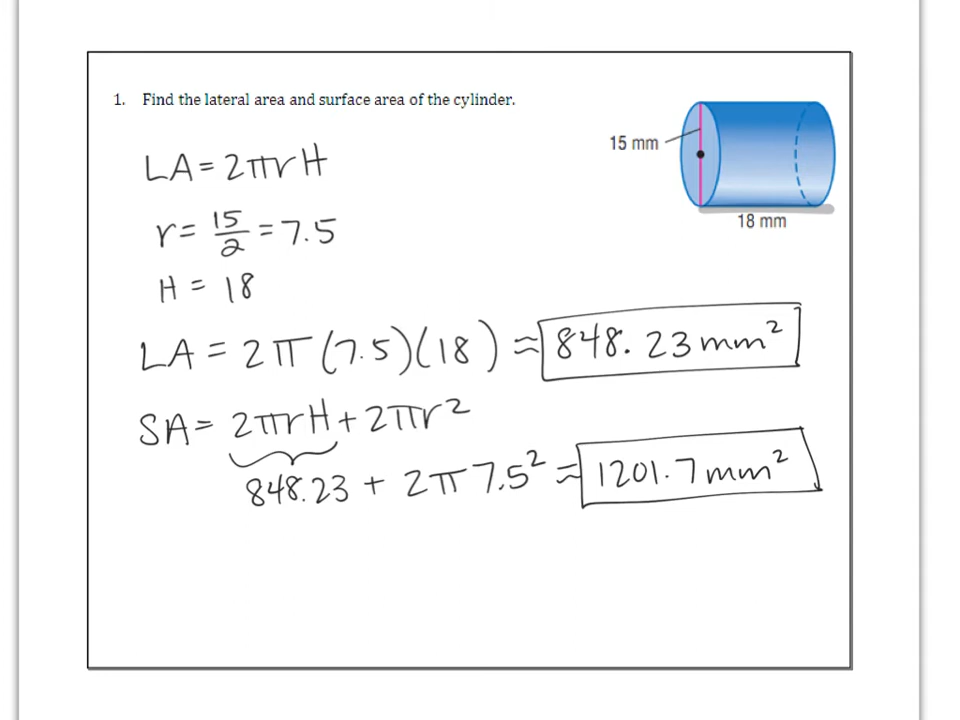 1. Find the lateral area and surface area of the cylinder.
15 mm
18 mm
LA = 2πrH
r = 15/2 = 7.5
H = 18
LA = 2π(7.5)(18) ≈ 848.23 mm²
SA = 2πrH + 2πr²
848.23 + 2π 7.5² ≈ 1201.7 mm²